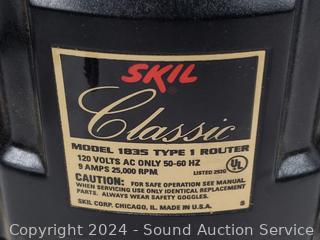 SKIL
Classic
MODEL 1835 TYPE 1 ROUTER
120 VOLTS AC ONLY 50-60 HZ
9 AMPS 25,000 RPM
UL
LISTED 293D
CAUTION: FOR SAFE OPERATION SEE MANUAL
WHEN SERVICING USE ONLY IDENTICAL REPLACEMENT
PARTS. ALWAYS WEAR SAFETY GOGGLES.
SKIL CORP. CHICAGO, IL. MADE IN U.S.A.
Copyright © 2024 - Sound Auction Service